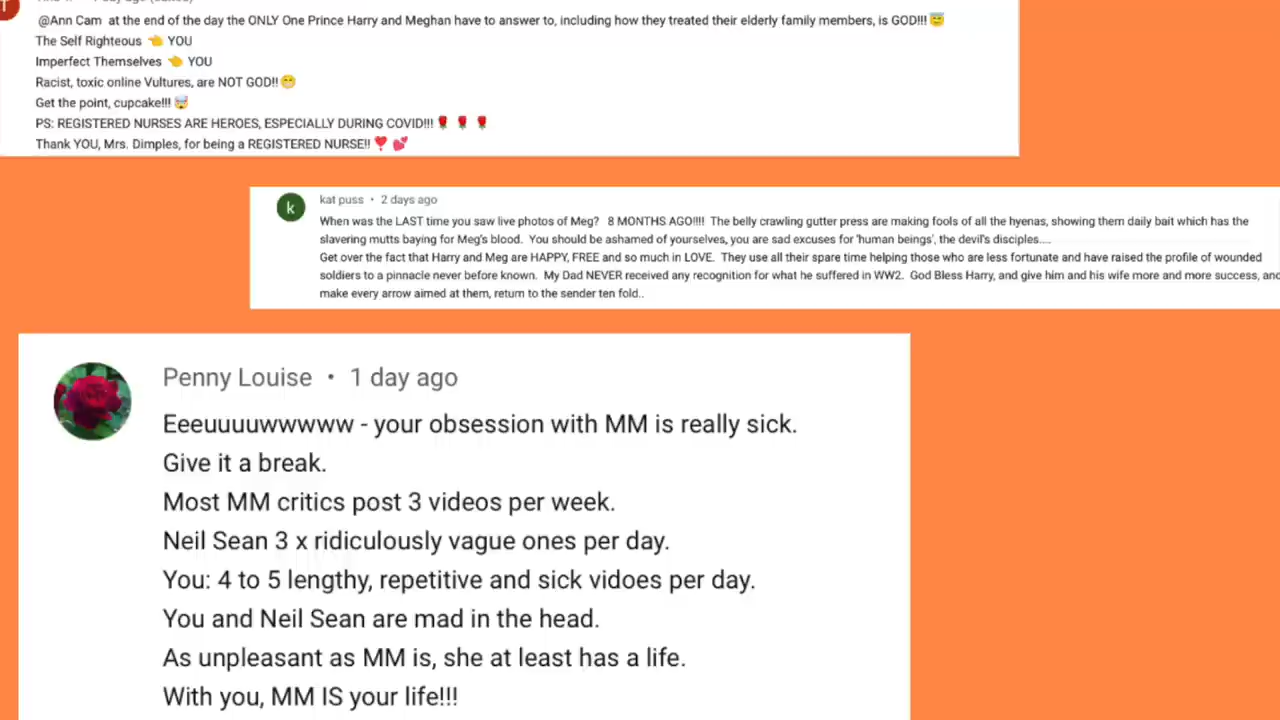 T
@Ann Cam at the end of the day the ONLY One Prince Harry and Meghan have to answer to, including how they treated their elderly family members, is GOD!!! 😇
The Self Righteous 👈 YOU
Imperfect Themselves 👈 YOU
Racist, toxic online Vultures, are NOT GOD!! 😁
Get the point, cupcake!!! 🤯
PS: REGISTERED NURSES ARE HEROES, ESPECIALLY DURING COVID!!! 🌹 🌹 🌹
Thank YOU, Mrs. Dimples, for being a REGISTERED NURSE!! ❣️ 💕
k
kat puss • 2 days ago
When was the LAST time you saw live photos of Meg? 8 MONTHS AGO!!!! The belly crawling gutter press are making fools of all the hyenas, showing them daily bait which has the
slavering mutts baying for Meg's blood. You should be ashamed of yourselves, you are sad excuses for 'human beings', the devil's disciples....
Get over the fact that Harry and Meg are HAPPY, FREE and so much in LOVE. They use all their spare time helping those who are less fortunate and have raised the profile of wounded
soldiers to a pinnacle never before known. My Dad NEVER received any recognition for what he suffered in WW2. God Bless Harry, and give him and his wife more and more success, and
make every arrow aimed at them, return to the sender ten fold..
Penny Louise • 1 day ago
Eeeuuuuwwwww - your obsession with MM is really sick.
Give it a break.
Most MM critics post 3 videos per week.
Neil Sean 3 x ridiculously vague ones per day.
You: 4 to 5 lengthy, repetitive and sick vidoes per day.
You and Neil Sean are mad in the head.
As unpleasant as MM is, she at least has a life.
With you, MM IS your life!!!